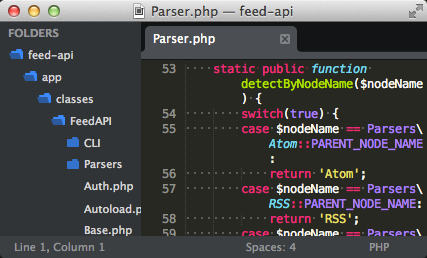 Parser.php — feed-api
FOLDERS
feed-api
app
classes
FeedAPI
CLI
Parsers
Auth.php
Autoload.p
Base.php
Parser.php
53 static public function
detectByNodeName($nodeName
) {
54 switch(true) {
55 case $nodeName == Parsers\
Atom::PARENT_NODE_NAME
:
56 return 'Atom';
57 case $nodeName == Parsers\
RSS::PARENT_NODE_NAME:
58 return 'RSS';
59 case $nodeName == Parsers\
Line 1, Column 1
Spaces: 4
PHP